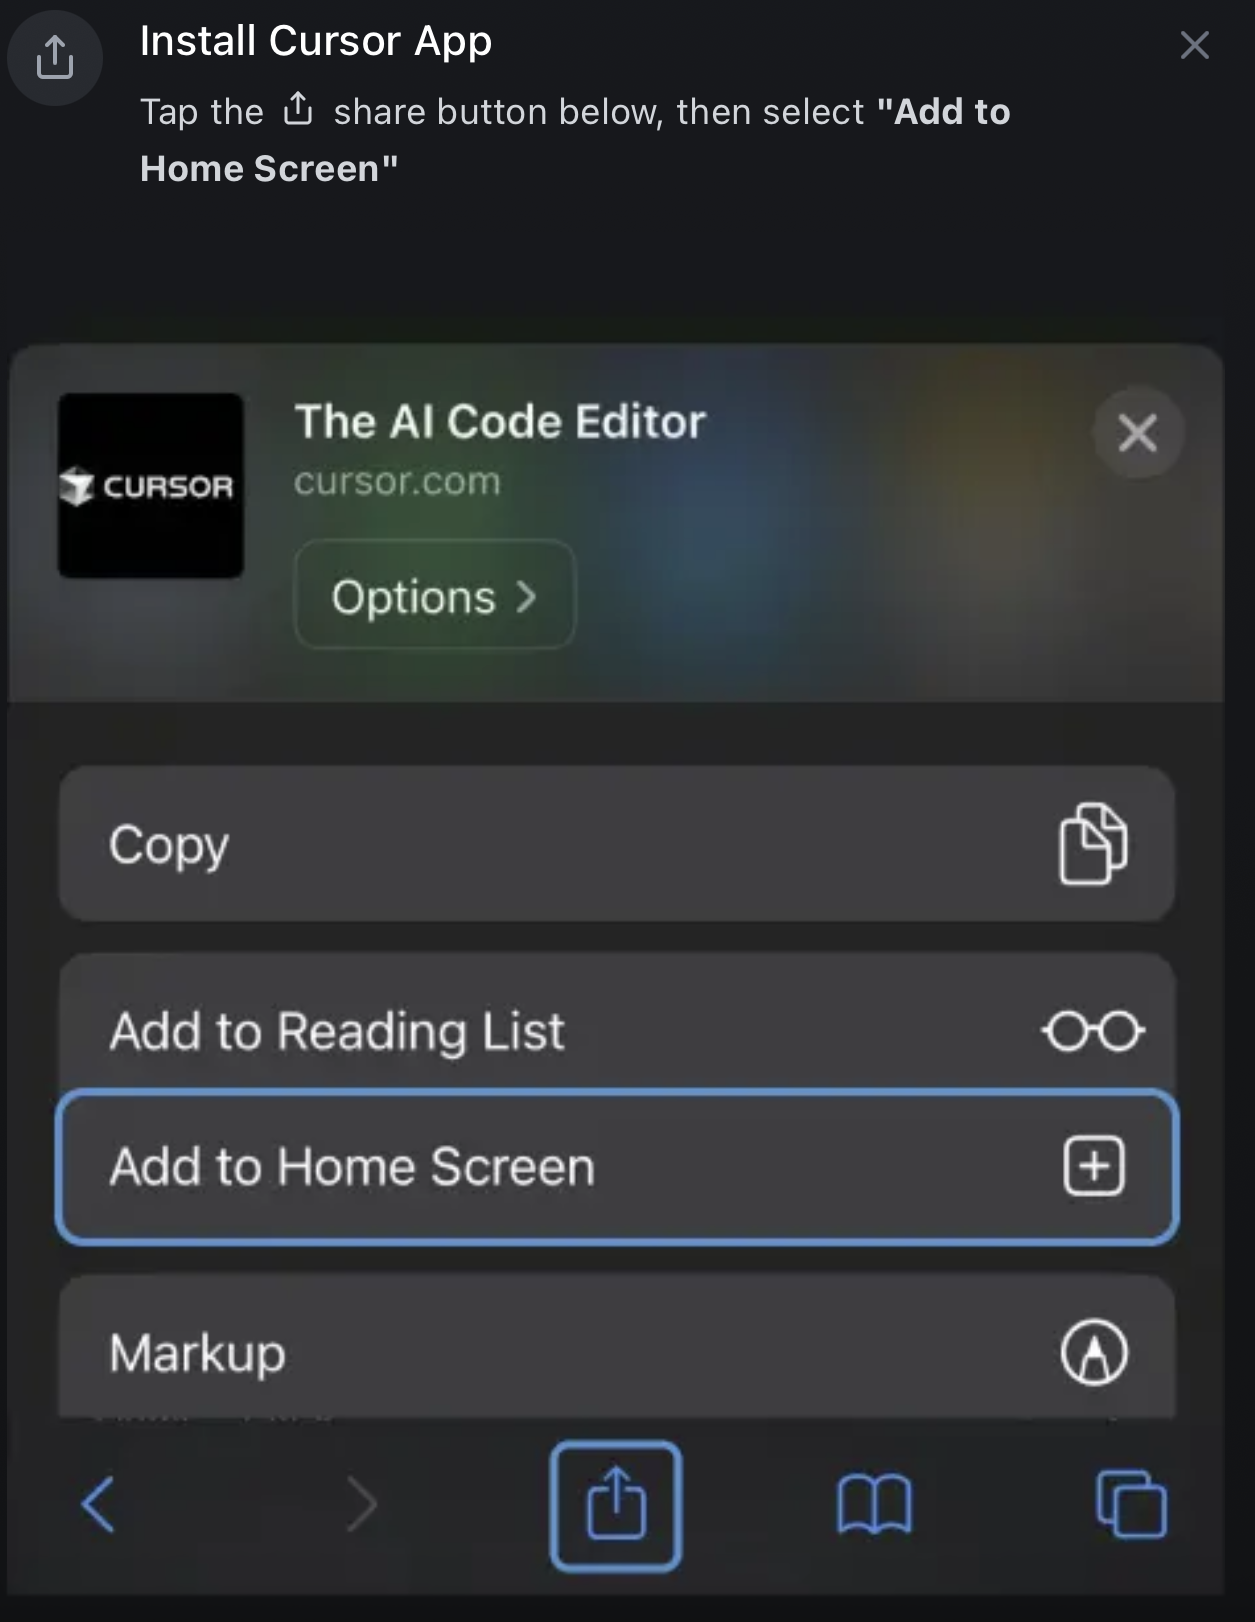 Install Cursor App
Tap the share button below, then select "Add to
Home Screen"
The AI Code Editor
CURSOR
cursor.com
Options
Copy
Add to Reading List
Add to Home Screen
Markup